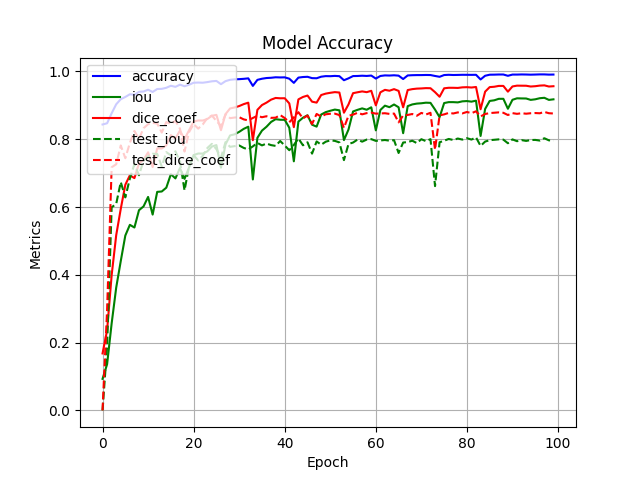 Model Accuracy
Metrics
1.0
0.8
0.6
0.4
0.2
0.0
accuracy
iou
dice_coef
test_iou
test_dice_coef
0 20 40 60 80 100
Epoch